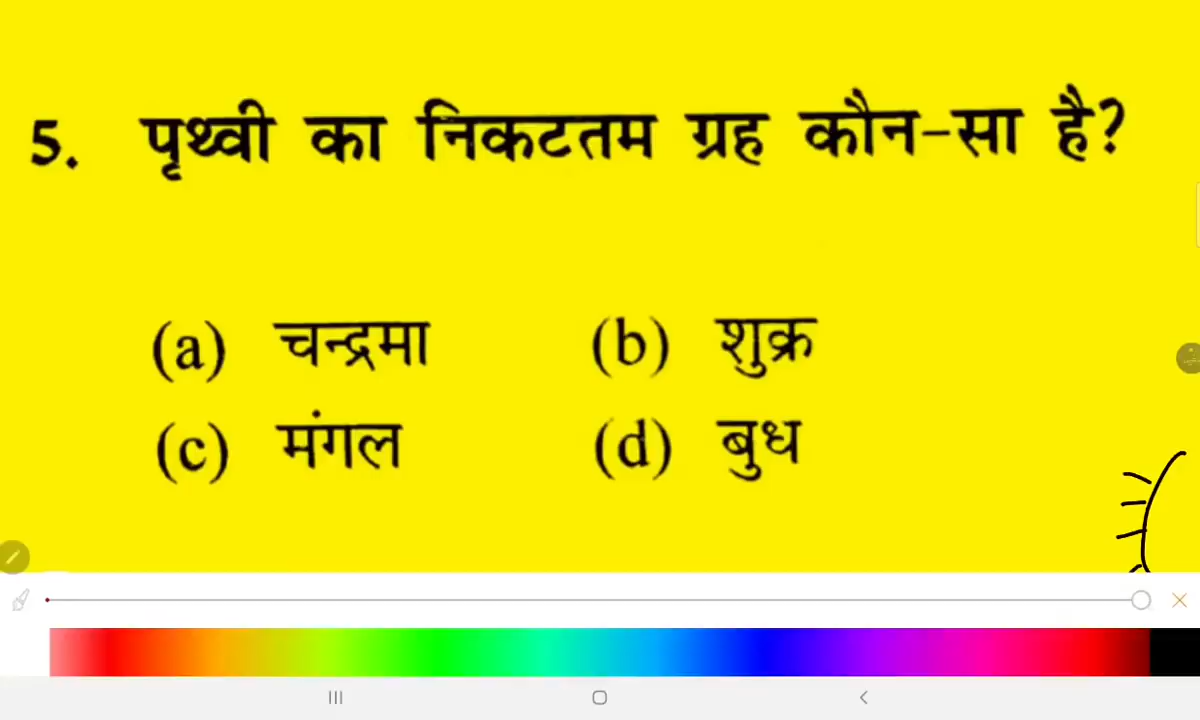 5. पृथ्वी का निकटतम ग्रह कौन-सा है?
(a) चन्द्रमा (b) शुक्र
(c) मंगल (d) बुध